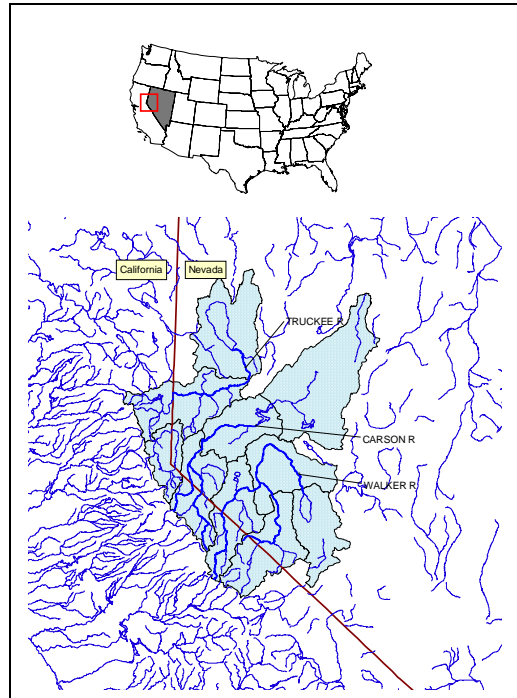 California
Nevada
TRUCKEE R
CARSON R
WALKER R